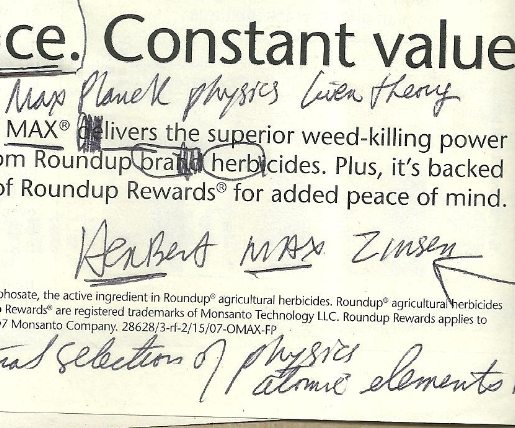 ce. Constant value
Max Planck physics theory
MAX® delivers the superior weed-killing power
om Roundup brand herbicides. Plus, it's backed
of Roundup Rewards® for added peace of mind.
Herbert MAX Zinsen
phosate, the active ingredient in Roundup® agricultural herbicides. Roundup® agricultural herbicides
Rewards® are registered trademarks of Monsanto Technology LLC. Roundup Rewards applies to
7 Monsanto Company. 28628/3-rf-2/15/07-OMAX-FP
selection of physics
atomic elements